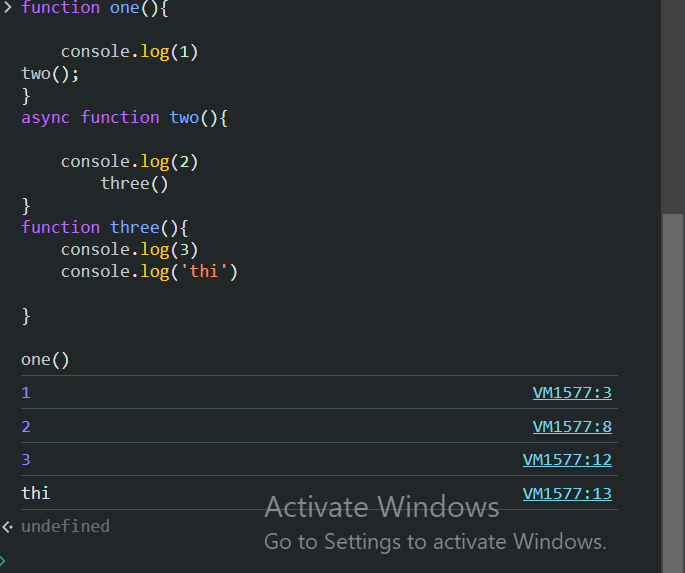 function one(){
console.log(1)
two();
}
async function two(){
console.log(2)
three()
}
function three(){
console.log(3)
console.log('thi')
}
one()
1 VM1577:3
2 VM1577:8
3 VM1577:12
thi VM1577:13
undefined
Activate Windows
Go to Settings to activate Windows.